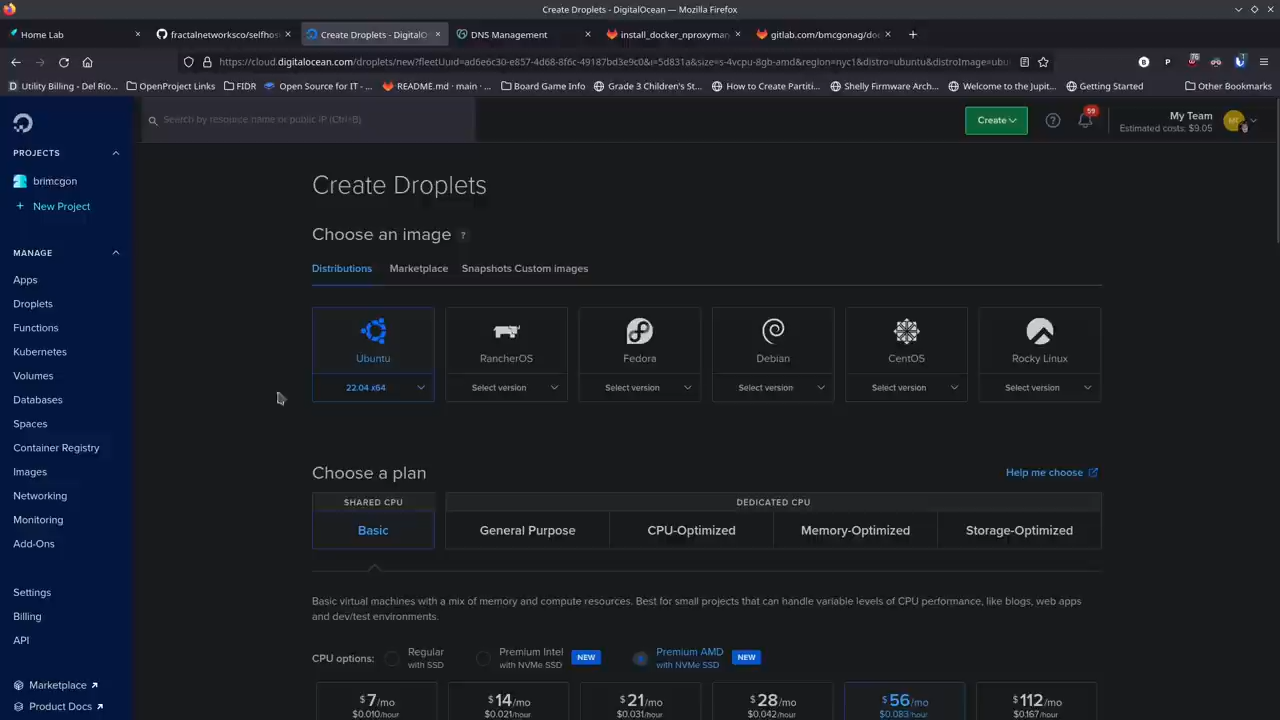 Create Droplets - DigitalOcean — Mozilla Firefox
Home Lab
fractalnetworksco/selfhos
Create Droplets - DigitalO
DNS Management
install_docker_nproxyman
gitlab.com/bmcgonag/doc
https://cloud.digitalocean.com/droplets/new?fleetUuid=ad6e6c30-e857-4d68-8f6c-49187bd3e9c0&i=5d831a&size=s-4vcpu-8gb-amd&region=nyc1&distro=ubuntu&distroImage=ubu
Utility Billing - Del Rio...
OpenProject Links
FIDR
Open Source for IT - ...
README.md · main · ...
Board Game Info
Grade 3 Children's St...
How to Create Partiti...
Shelly Firmware Arch...
Welcome to the Jupit...
Getting Started
Other Bookmarks
Search by resource name or public IP (Ctrl+B)
Create
59
My Team
Estimated costs: $9.05
PROJECTS
brimcgon
+ New Project
MANAGE
Apps
Droplets
Functions
Kubernetes
Volumes
Databases
Spaces
Container Registry
Images
Networking
Monitoring
Add-Ons
Settings
Billing
API
Marketplace
Product Docs
Create Droplets
Choose an image ?
Distributions
Marketplace
Snapshots
Custom images
Ubuntu
RancherOS
Fedora
Debian
CentOS
Rocky Linux
22.04 x64
Select version
Select version
Select version
Select version
Select version
Choose a plan
Help me choose
SHARED CPU
DEDICATED CPU
Basic
General Purpose
CPU-Optimized
Memory-Optimized
Storage-Optimized
Basic virtual machines with a mix of memory and compute resources. Best for small projects that can handle variable levels of CPU performance, like blogs, web apps
and dev/test environments.
CPU options:
Regular
with SSD
Premium Intel
with NVMe SSD
NEW
Premium AMD
with NVMe SSD
NEW
$7/mo
$0.010/hour
$14/mo
$0.021/hour
$21/mo
$0.031/hour
$28/mo
$0.042/hour
$56/mo
$0.083/hour
$112/mo
$0.167/hour